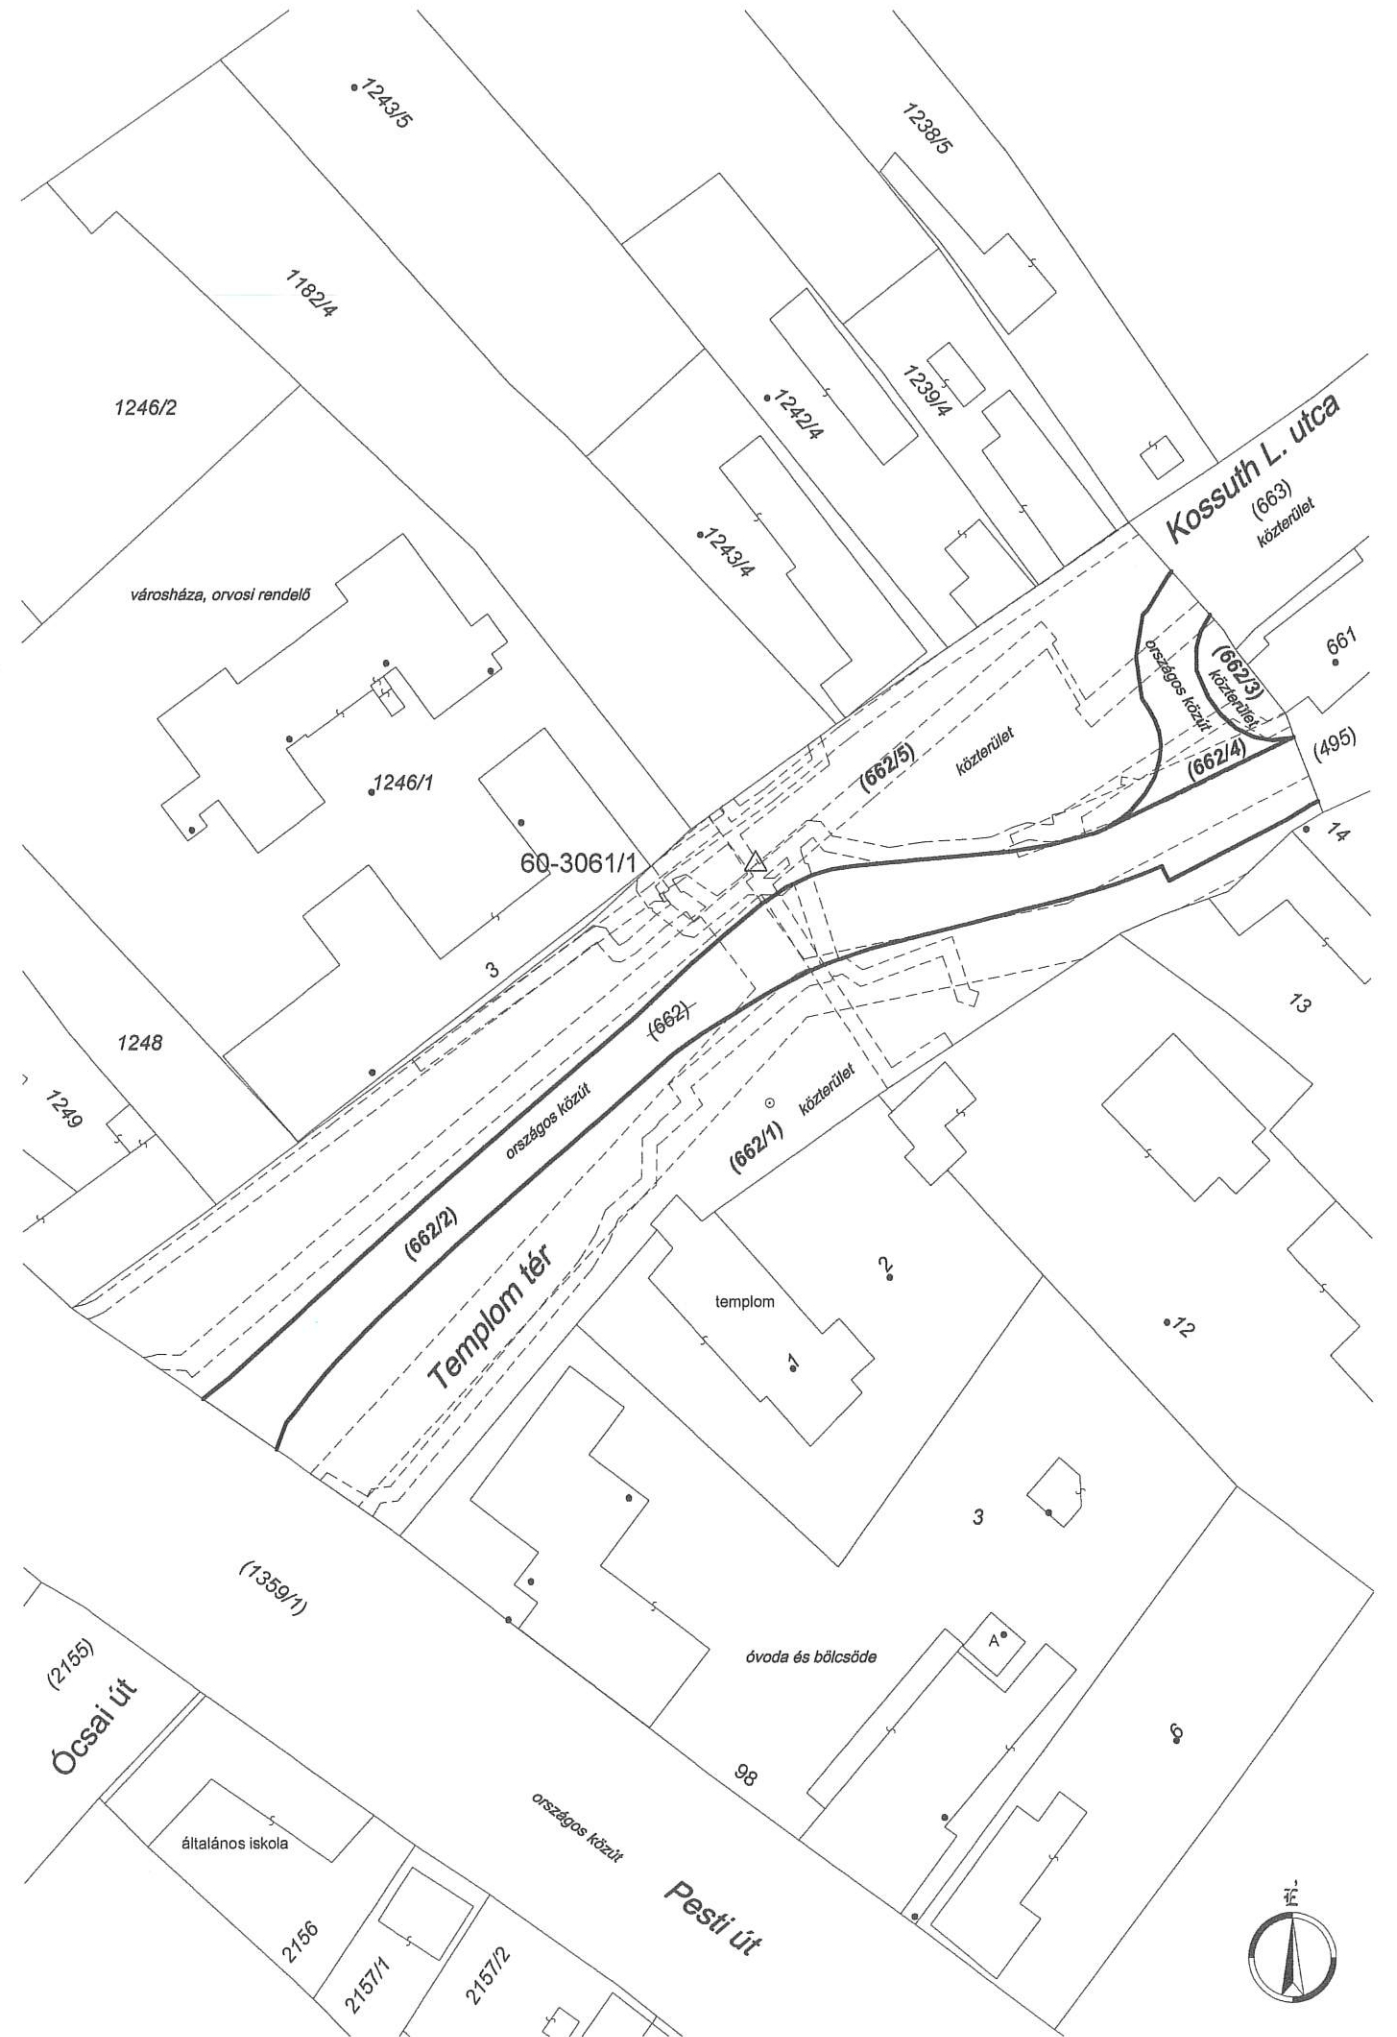 1243/5
1238/5
1182/4
1246/2
1242/4
1239/4
1243/4
Kossuth L. utca
(663)
közterület
városháza, orvosi rendelő
661
országos közút
(662/3)
közterület
(662/4)
(495)
(662/5)
közterület
1246/1
14
60-3061/1
3
13
(662)
1248
1249
országos közút
közterület
(662/1)
(662/2)
2
Templom tér
templom
1
12
3
(1359/1)
óvoda és bölcsöde
A
(2155)
Ócsai út
6
98
országos közút
általános iskola
Pesti út
2156
2157/1
2157/2
É